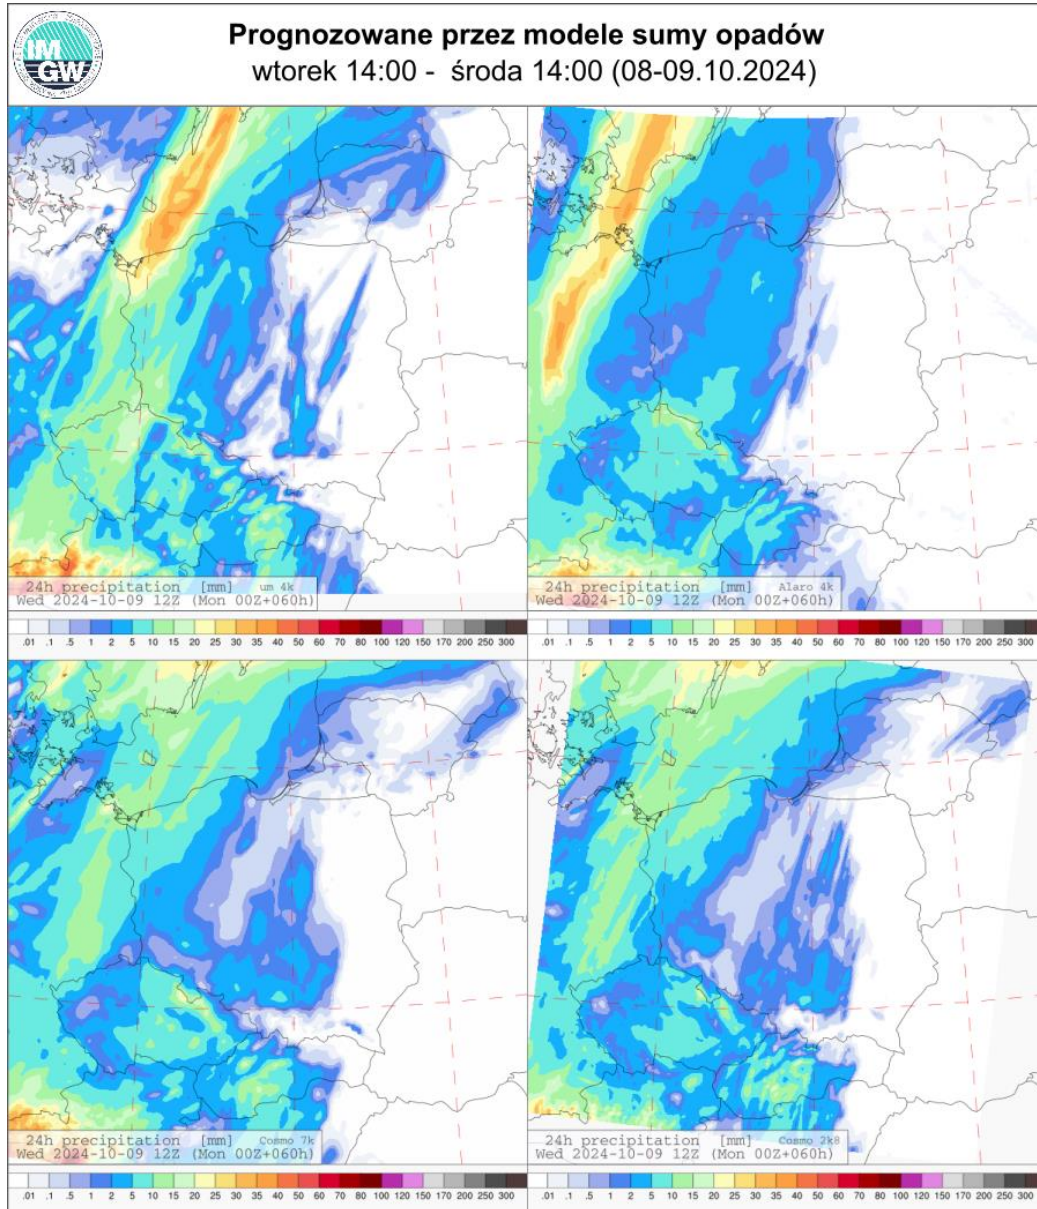 IM
GW
Prognozowane przez modele sumy opadów
wtorek 14:00 - środa 14:00 (08-09.10.2024)
24h precipitation [mm] um 4k
Wed 2024-10-09 12Z (Mon 00Z+060h)
.01 .1 .5 1 2 5 10 15 20 25 30 35 40 50 60 70 80 100 120 150 170 200 250 300
24h precipitation [mm] Alaro 4k
Wed 2024-10-09 12Z (Mon 00Z+060h)
.01 .1 .5 1 2 5 10 15 20 25 30 35 40 50 60 70 80 100 120 150 170 200 250 300
24h precipitation [mm] Cosmo 7k
Wed 2024-10-09 12Z (Mon 00Z+060h)
.01 .1 .5 1 2 5 10 15 20 25 30 35 40 50 60 70 80 100 120 150 170 200 250 300
24h precipitation [mm] Cosmo 2k8
Wed 2024-10-09 12Z (Mon 00Z+060h)
.01 .1 .5 1 2 5 10 15 20 25 30 35 40 50 60 70 80 100 120 150 170 200 250 300